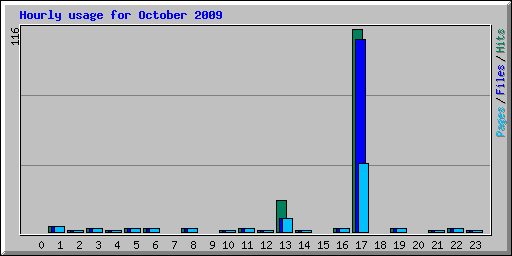 Hourly usage for October 2009
116
Pages/Files/Hits
0 1 2 3 4 5 6 7 8 9 10 11 12 13 14 15 16 17 18 19 20 21 22 23